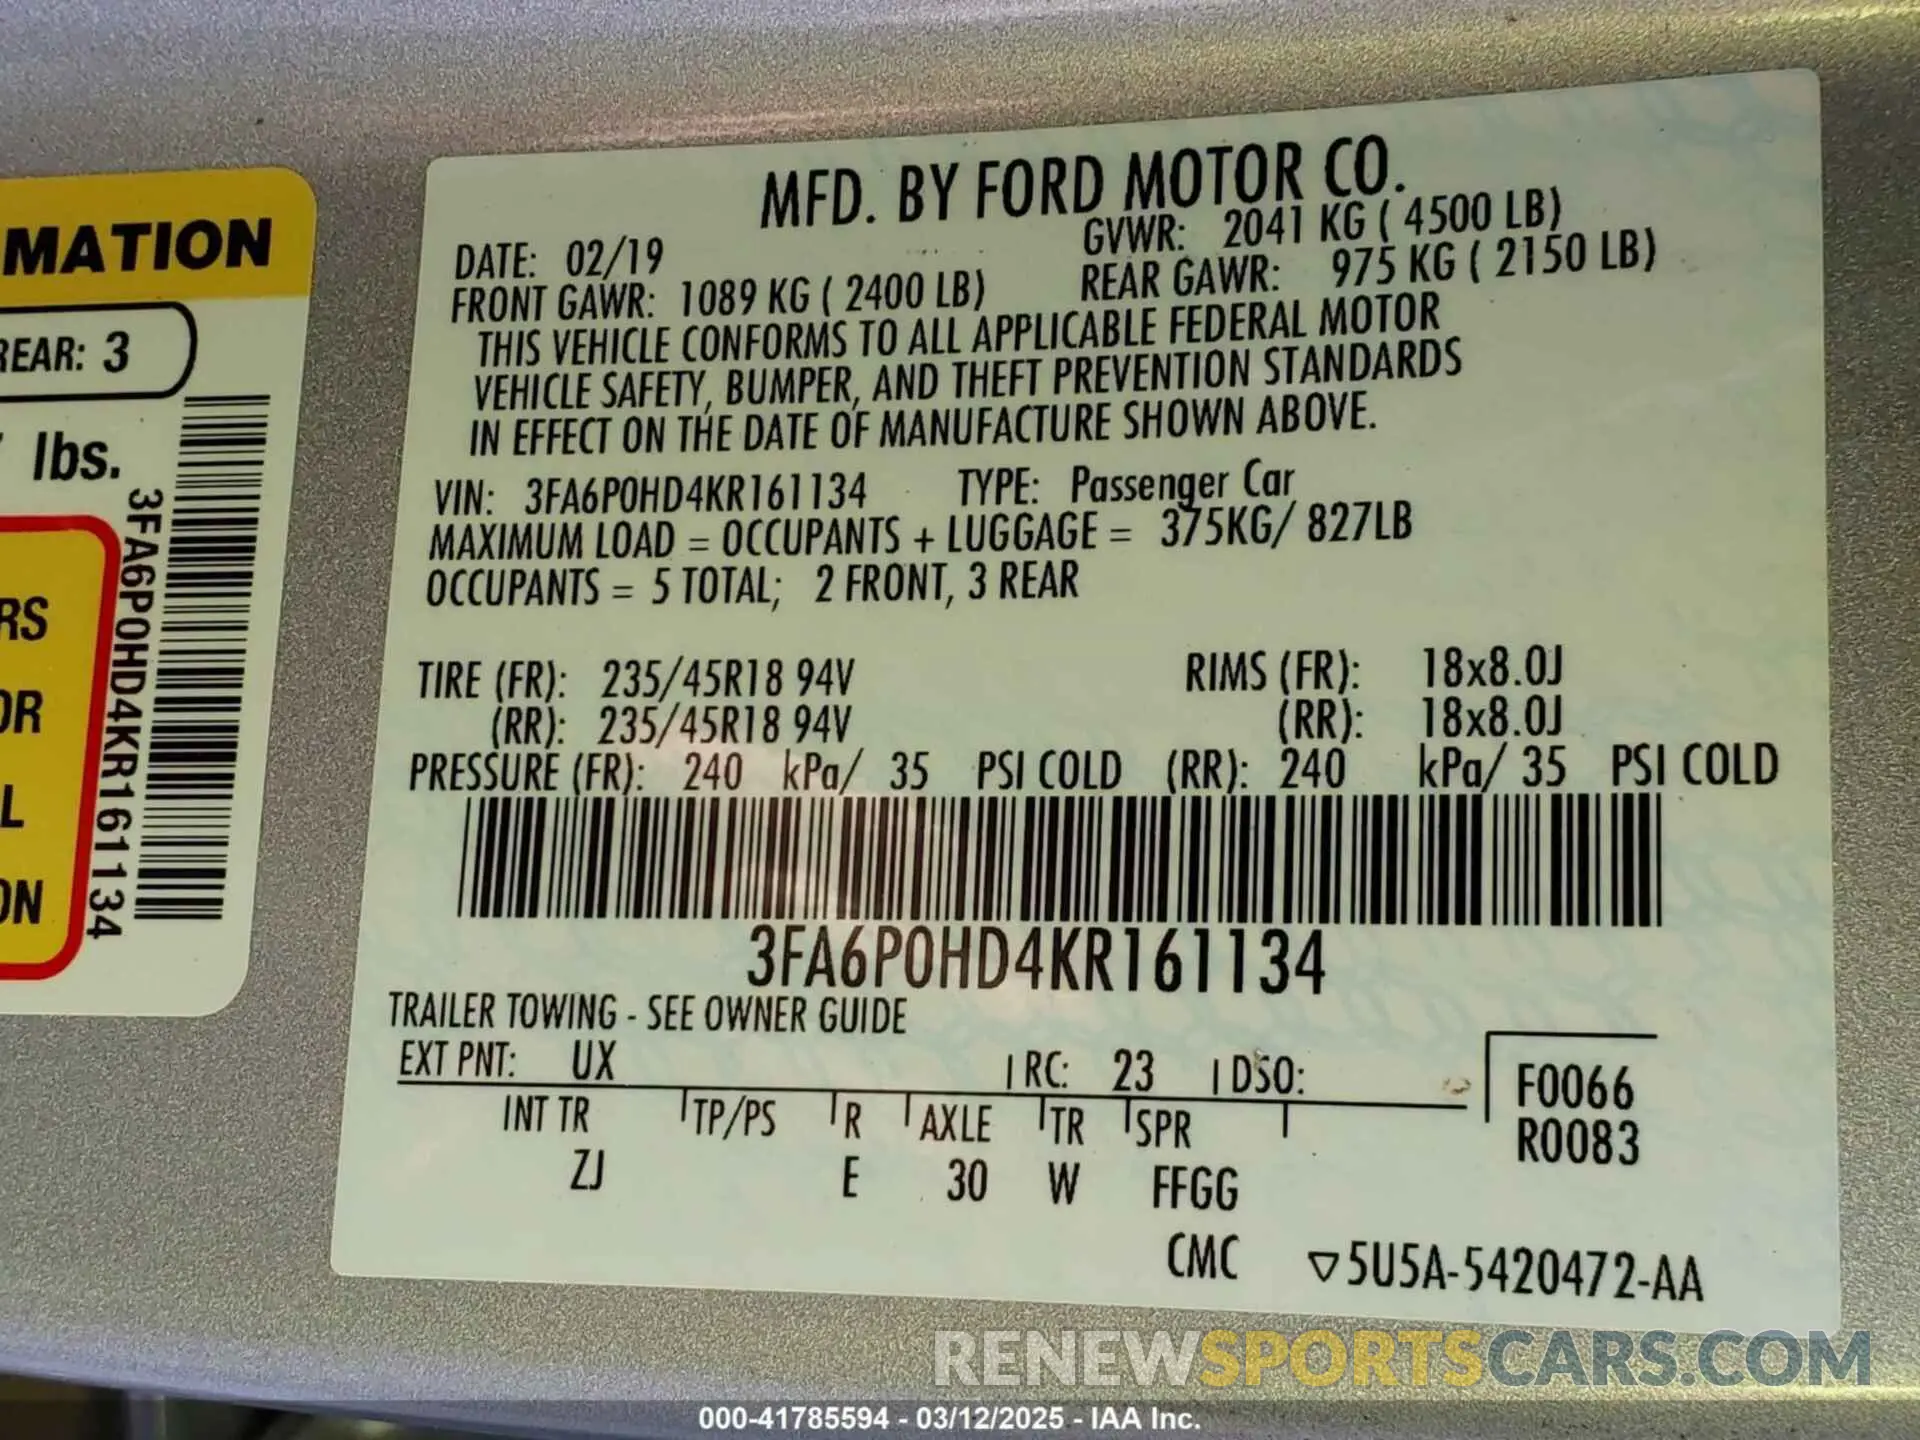 MATION
REAR: 3
lbs.
3FA6P0HD4KR161134
RS
OR
L
ON
MFD. BY FORD MOTOR CO.
DATE: 02/19 GVWR: 2041 KG ( 4500 LB)
FRONT GAWR: 1089 KG ( 2400 LB) REAR GAWR: 975 KG ( 2150 LB)
THIS VEHICLE CONFORMS TO ALL APPLICABLE FEDERAL MOTOR
VEHICLE SAFETY, BUMPER, AND THEFT PREVENTION STANDARDS
IN EFFECT ON THE DATE OF MANUFACTURE SHOWN ABOVE.
VIN: 3FA6P0HD4KR161134 TYPE: Passenger Car
MAXIMUM LOAD = OCCUPANTS + LUGGAGE = 375KG/ 827LB
OCCUPANTS = 5 TOTAL; 2 FRONT, 3 REAR
TIRE (FR): 235/45R18 94V RIMS (FR): 18x8.0J
(RR): 235/45R18 94V (RR): 18x8.0J
PRESSURE (FR): 240 kPa/ 35 PSI COLD (RR): 240 kPa/ 35 PSI COLD
3FA6P0HD4KR161134
TRAILER TOWING - SEE OWNER GUIDE
EXT PNT: UX RC: 23 DSO:
F0066
R0083
INT TR TP/PS R AXLE TR SPR
ZJ E 30 W FFGG
CMC ▽5U5A-5420472-AA
RENEWSPORTSCARS.COM
000-41785594 - 03/12/2025 - IAA Inc.